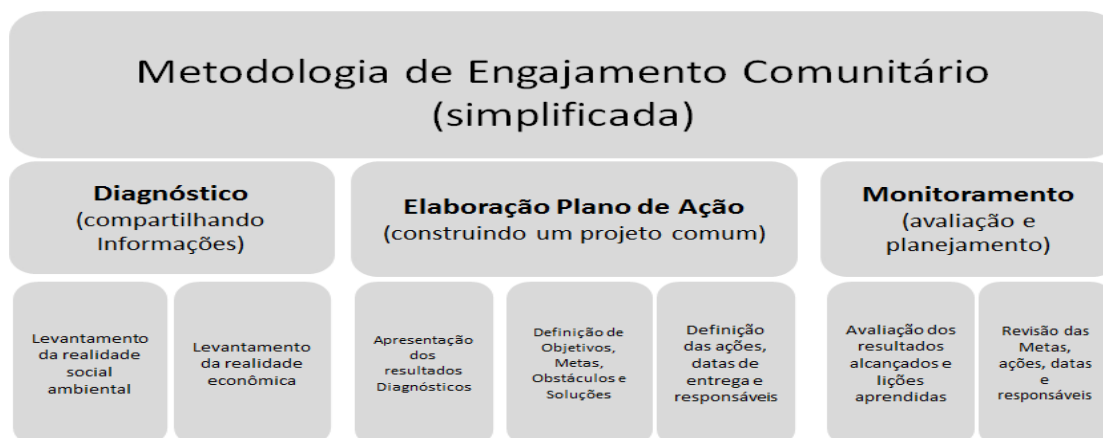 Metodologia de Engajamento Comunitário
(simplificada)
Diagnóstico
(compartilhando
Informações)
Elaboração Plano de Ação
(construindo um projeto comum)
Monitoramento
(avaliação e
planejamento)
Levantamento
da realidade
social
ambiental
Levantamento
da realidade
econômica
Apresentação
dos
resultados
Diagnósticos
Definição de
Objetivos,
Metas,
Obstáculos e
Soluções
Definição
das ações,
datas de
entrega e
responsáveis
Avaliação dos
resultados
alcançados e
lições
aprendidas
Revisão das
Metas,
ações, datas
e
responsáveis